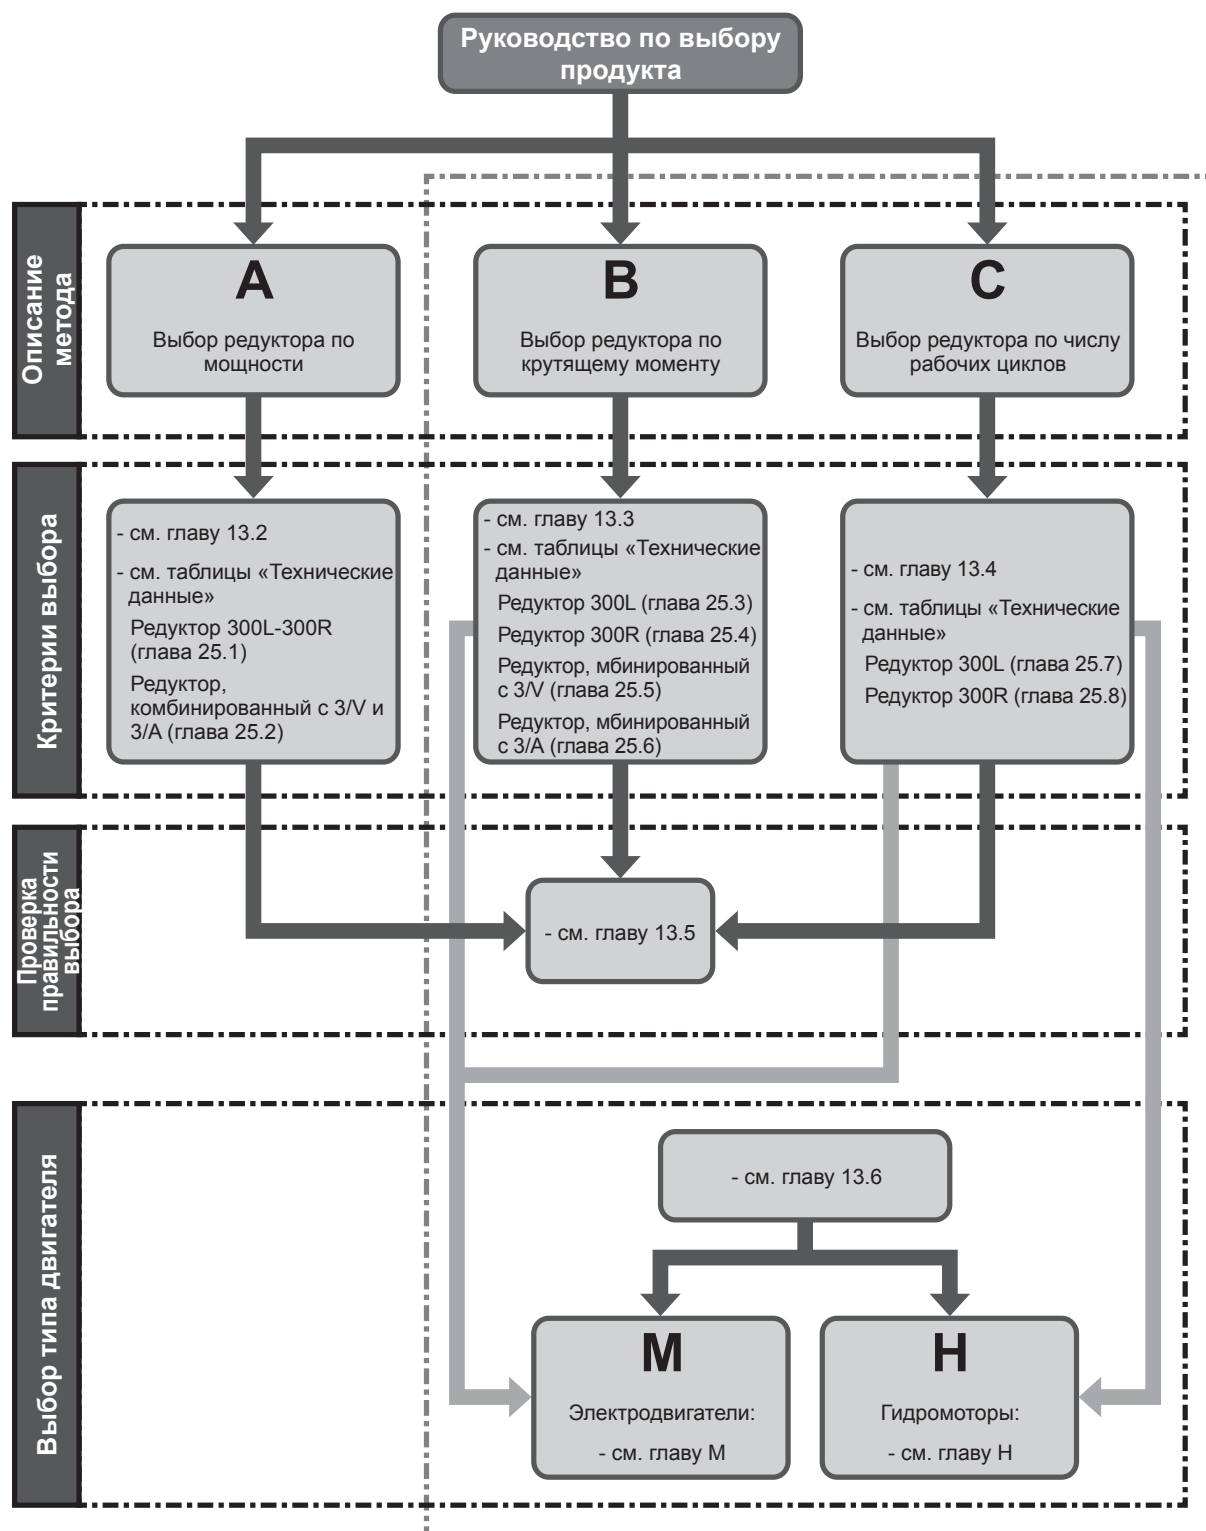 Руководство по выбору
продукта
Описание
метода
A
Выбор редуктора по
мощности
B
Выбор редуктора по
крутящему моменту
C
Выбор редуктора по числу
рабочих циклов
Критерии выбора
- см. главу 13.2
- см. таблицы «Технические
данные»
Редуктор 300L-300R
(глава 25.1)
Редуктор,
комбинированный с 3/V и
3/A (глава 25.2)
- см. главу 13.3
- см. таблицы «Технические
данные»
Редуктор 300L (глава 25.3)
Редуктор 300R (глава 25.4)
Редуктор, мбинированный
с 3/V (глава 25.5)
Редуктор, мбинированный
с 3/A (глава 25.6)
- см. главу 13.4
- см. таблицы «Технические
данные»
Редуктор 300L (глава 25.7)
Редуктор 300R (глава 25.8)
Проверка
правильности
выбора
- см. главу 13.5
Выбор типа двигателя
- см. главу 13.6
M
Электродвигатели:
- см. главу M
H
Гидромоторы:
- см. главу H